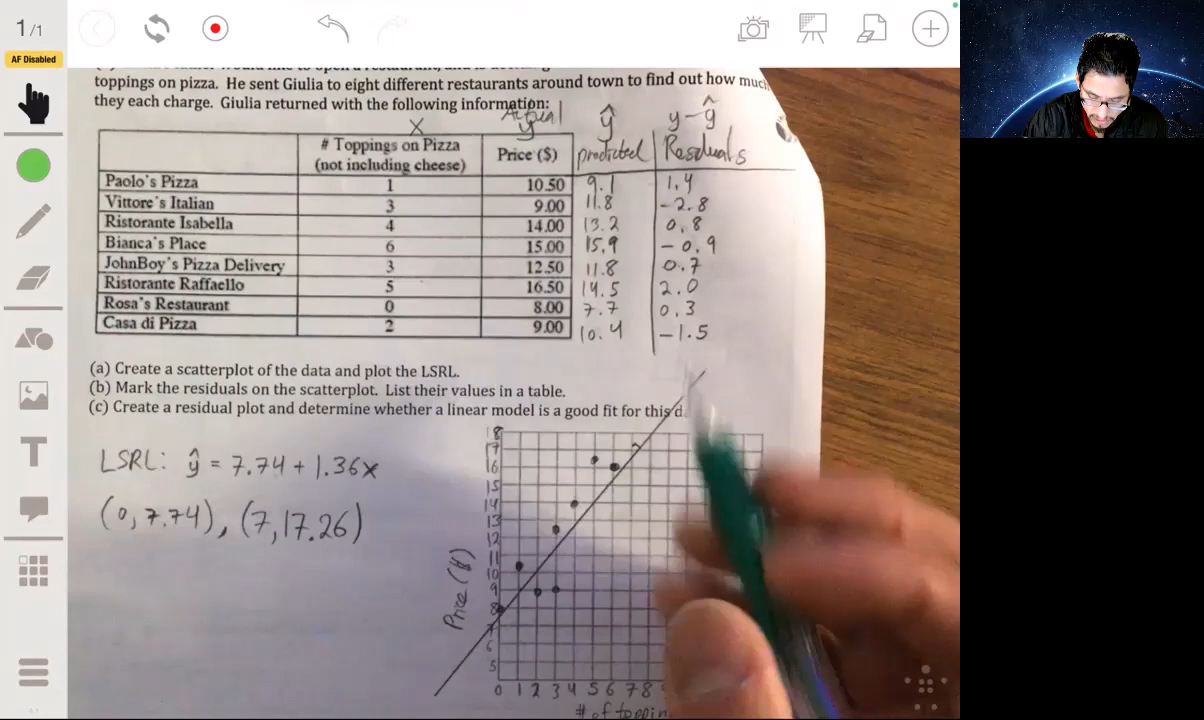 1/1
AF Disabled
toppings on pizza. He sent Giulia to eight different restaurants around town to find out how much
they each charge. Giulia returned with the following information:
X Actual y ŷ y-ŷ
# Toppings on Pizza (not including cheese) Price ($) predicted Residuals
Paolo's Pizza 1 10.50 9.1 1.4
Vittore's Italian 3 9.00 11.8 -2.8
Ristorante Isabella 4 14.00 13.2 0.8
Bianca's Place 6 15.00 15.9 -0.9
JohnBoy's Pizza Delivery 3 12.50 11.8 0.7
Ristorante Raffaello 5 16.50 14.5 2.0
Rosa's Restaurant 0 8.00 7.7 0.3
Casa di Pizza 2 9.00 10.4 -1.5
(a) Create a scatterplot of the data and plot the LSRL.
(b) Mark the residuals on the scatterplot. List their values in a table.
(c) Create a residual plot and determine whether a linear model is a good fit for this d
LSRL: ŷ = 7.74 + 1.36x
(0, 7.74), (7, 17.26)
18
17
16
15
14
13
12
11
10
9
8
7
6
5
Price ($)
0 1 2 3 4 5 6 7 8
# of toppin
T